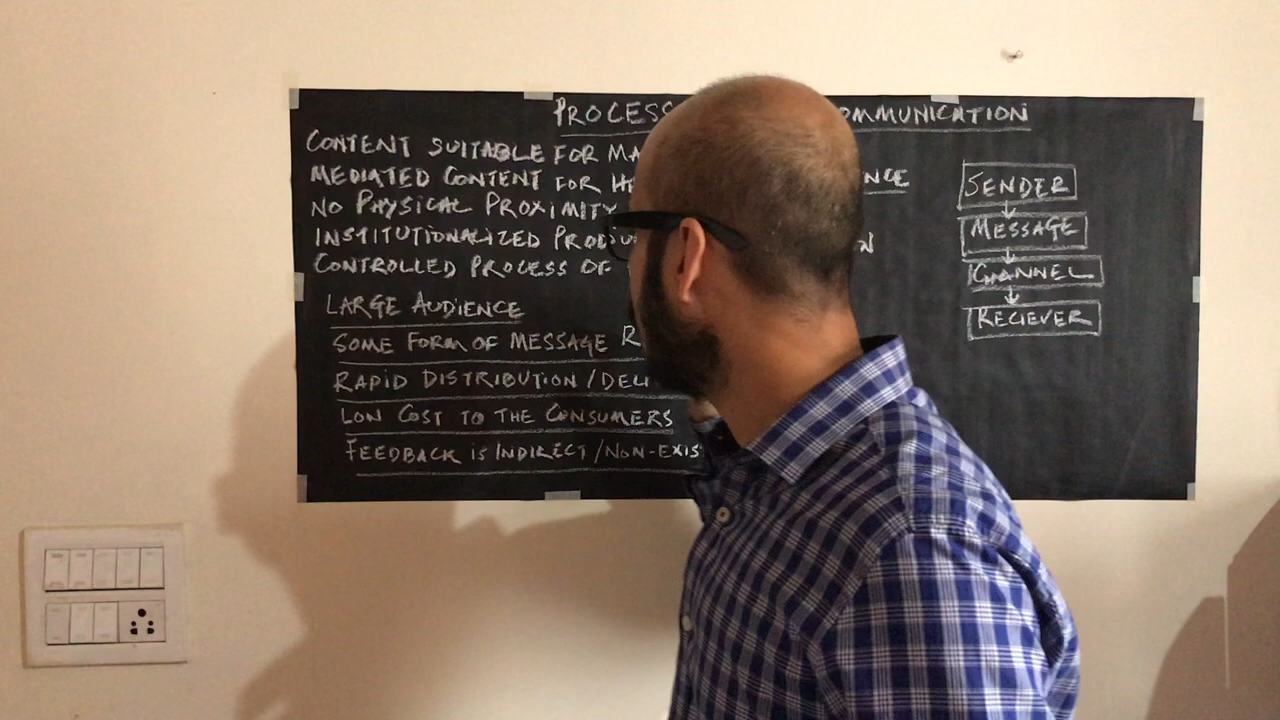 PROCESS OMMUNICATION
CONTENT SUITABLE FOR MA
MEDIATED CONTENT FOR HE NCE
NO PHYSICAL PROXIMITY
INSTITUTIONALIZED PRODU N
CONTROLLED PROCESS OF
LARGE AUDIENCE
SOME FORM OF MESSAGE R
RAPID DISTRIBUTION / DELI
LOW COST TO THE CONSUMERS
FEEDBACK IS INDIRECT / NON-EXIS
SENDER
MESSAGE
CHANNEL
RECIEVER